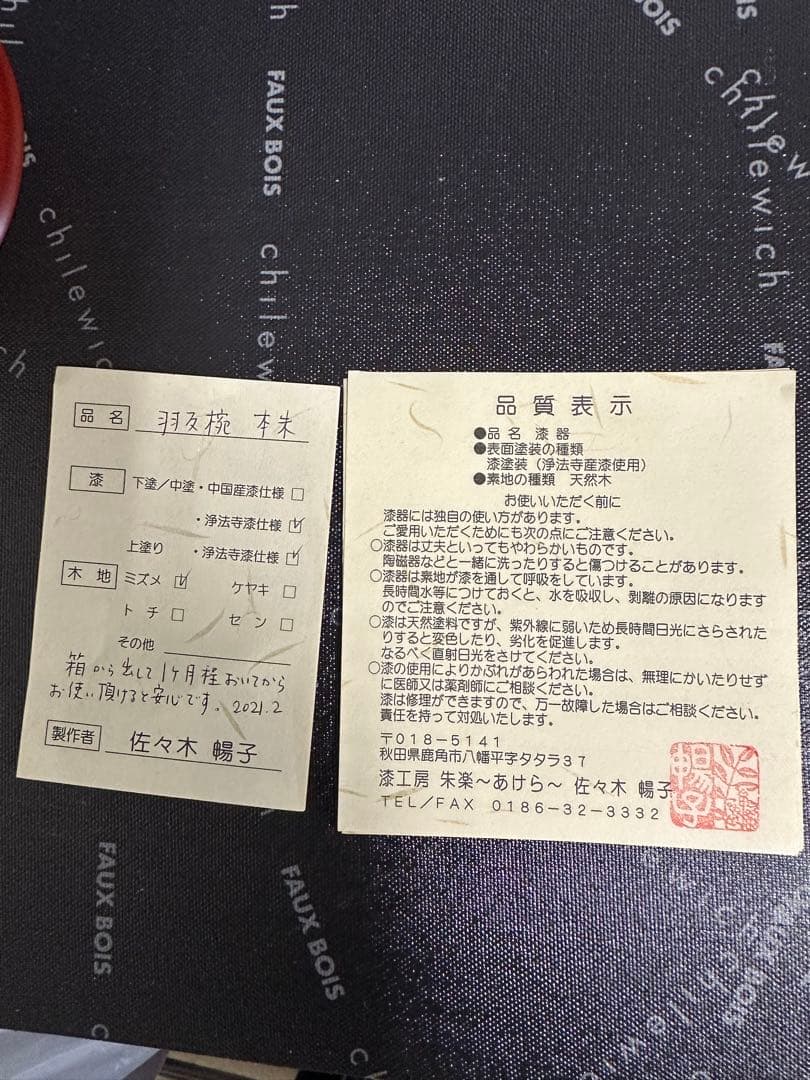 品名 羽反椀 本朱
漆 下塗／中塗・中国産漆仕様 □
・浄法寺漆仕様 ☑
上塗り ・浄法寺漆仕様 ☑
木地 ミズメ ☑ ケヤキ □
トチ □ セン □
その他
箱から出して1ヶ月程おいてから
お使い頂けると安心です。2021.2
製作者 佐々木 暢子
品質表示
●品名 漆器
●表面塗装の種類
漆塗装（浄法寺産漆使用）
●素地の種類 天然木
お使いいただく前に
漆器には独自の使い方があります。
ご愛用いただくためにも次の点にご注意ください。
○漆器は丈夫といってもやわらかいものです。
陶磁器などと一緒に洗ったりすると傷つけることがあります。
○漆器は素地が漆を通して呼吸をしています。
長時間水等につけておくと、水を吸収し、剥離の原因になります
のでご注意ください。
○漆は天然塗料ですが、紫外線に弱いため長時間日光にさらされた
りすると変色したり、劣化を促進します。
なるべく直射日光をさけてください。
○漆の使用によりかぶれがあらわれた場合は、無理にかいたりせず
に医師又は薬剤師にご相談ください。
漆は修理ができますので、万一故障した場合はご相談ください。
責任を持って対処いたします。
〒018-5141
秋田県鹿角市八幡平字タタラ37
漆工房 朱楽～あけら～ 佐々木 暢子
TEL／FAX 0186-32-3332
FAUX BOIS
chilewich
chilewich
chilewich
FAUX BOIS
FAUX BOIS
chilewich
FAUX BOIS